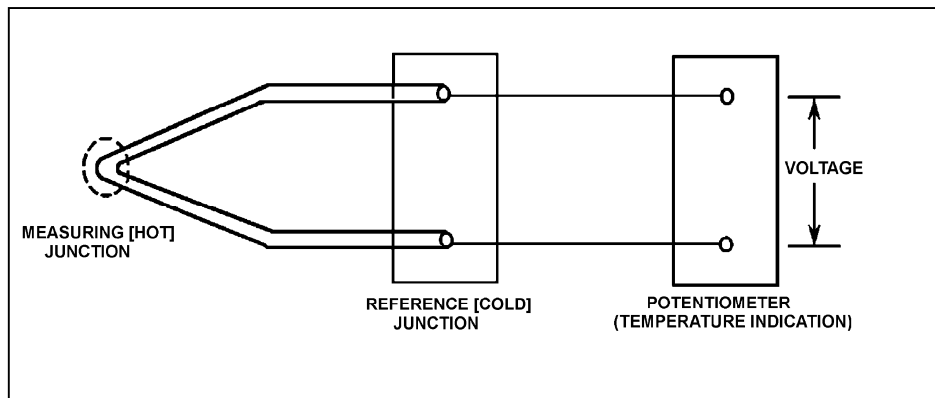 MEASURING [HOT]
JUNCTION
REFERENCE [COLD]
JUNCTION
POTENTIOMETER
(TEMPERATURE INDICATION)
VOLTAGE